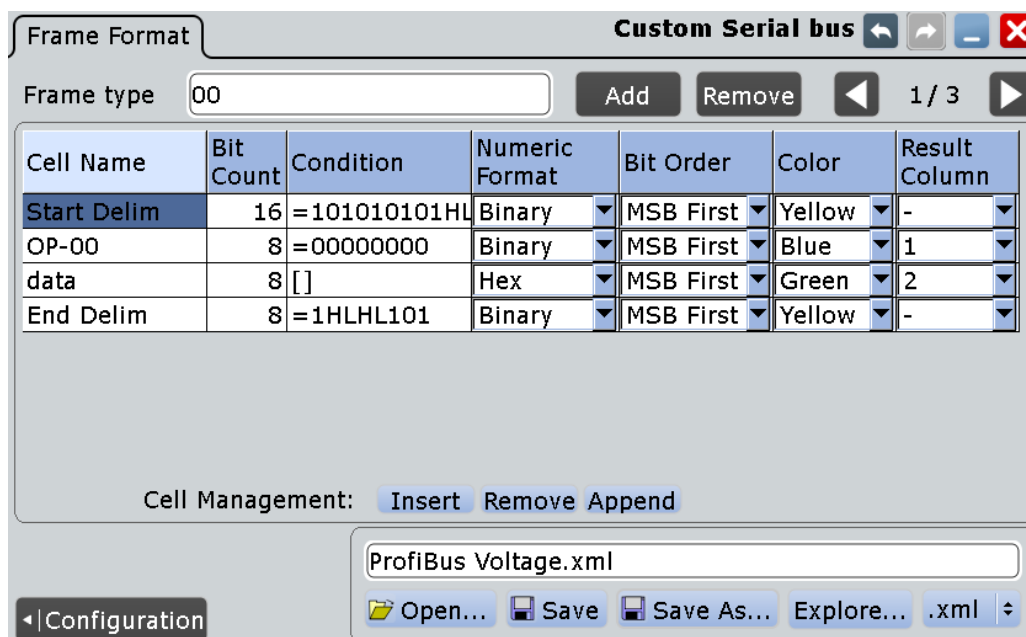 Frame Format Custom Serial bus
Frame type 00 Add Remove 1 / 3
Cell Name Bit Count Condition Numeric Format Bit Order Color Result Column
Start Delim 16 =101010101HL Binary MSB First Yellow -
OP-00 8 =00000000 Binary MSB First Blue 1
data 8 [] Hex MSB First Green 2
End Delim 8 =1HLHL101 Binary MSB First Yellow -
Cell Management: Insert Remove Append
ProfiBus Voltage.xml
Configuration Open... Save Save As... Explore... .xml